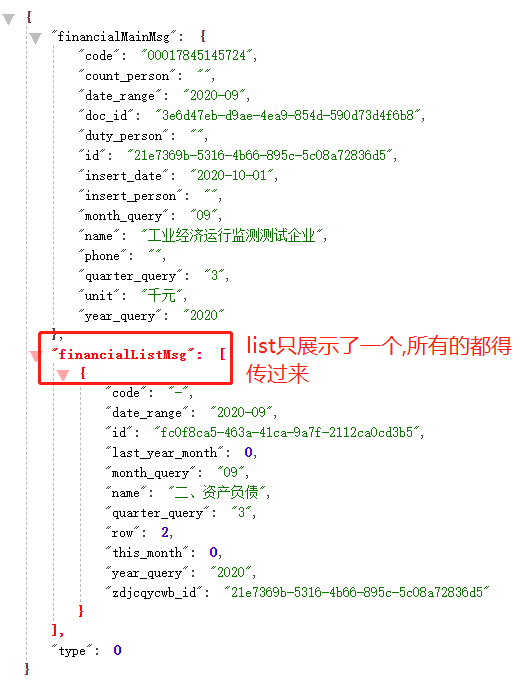 {
"financialMainMsg": {
"code": "00017845145724",
"count_person": "",
"date_range": "2020-09",
"doc_id": "3e6d47eb-d9ae-4ea9-854d-590d73d4f6b8",
"duty_person": "",
"id": "21e7369b-5316-4b66-895c-5c08a72836d5",
"insert_date": "2020-10-01",
"insert_person": "",
"month_query": "09",
"name": "工业经济运行监测测试企业",
"phone": "",
"quarter_query": "3",
"unit": "千元",
"year_query": "2020"
},
"financialListMsg": [
list只展示了一个,所有的都得
传过来
{
"code": "-",
"date_range": "2020-09",
"id": "fc0f8ca5-463a-41ca-9a7f-2112ca0cd3b5",
"last_year_month": 0,
"month_query": "09",
"name": "二、资产负债",
"quarter_query": "3",
"row": 2,
"this_month": 0,
"year_query": "2020",
"zdjcqycwb_id": "21e7369b-5316-4b66-895c-5c08a72836d5"
}
],
"type": 0
}